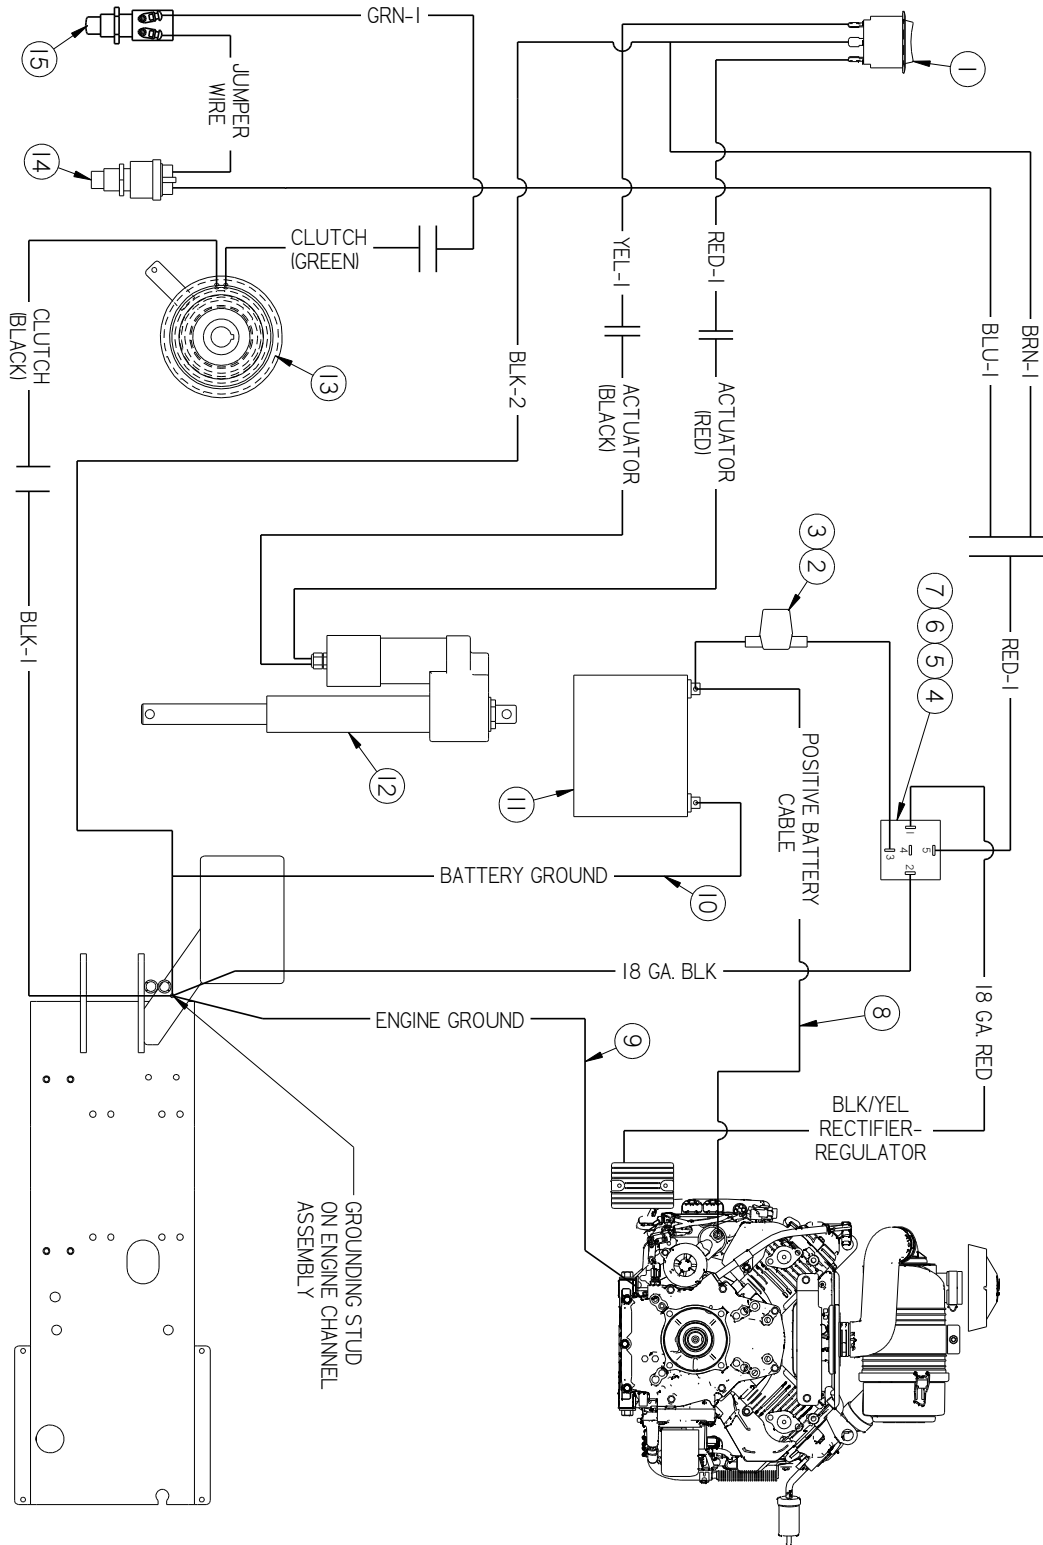 GRN-1
15
JUMPER
WIRE
14
1
CLUTCH
(GREEN)
YEL-1
RED-1
BLU-1
BRN-1
CLUTCH
(BLACK)
13
BLK-2
ACTUATOR
(BLACK)
ACTUATOR
(RED)
3
2
7
6
5
4
BLK-1
RED-1
12
11
POSITIVE BATTERY
CABLE
1
5
4
3
2
BATTERY GROUND
10
18 GA. BLK
18 GA. RED
ENGINE GROUND
8
9
BLK/YEL
RECTIFIER-
REGULATOR
GROUNDING STUD
ON ENGINE CHANNEL
ASSEMBLY